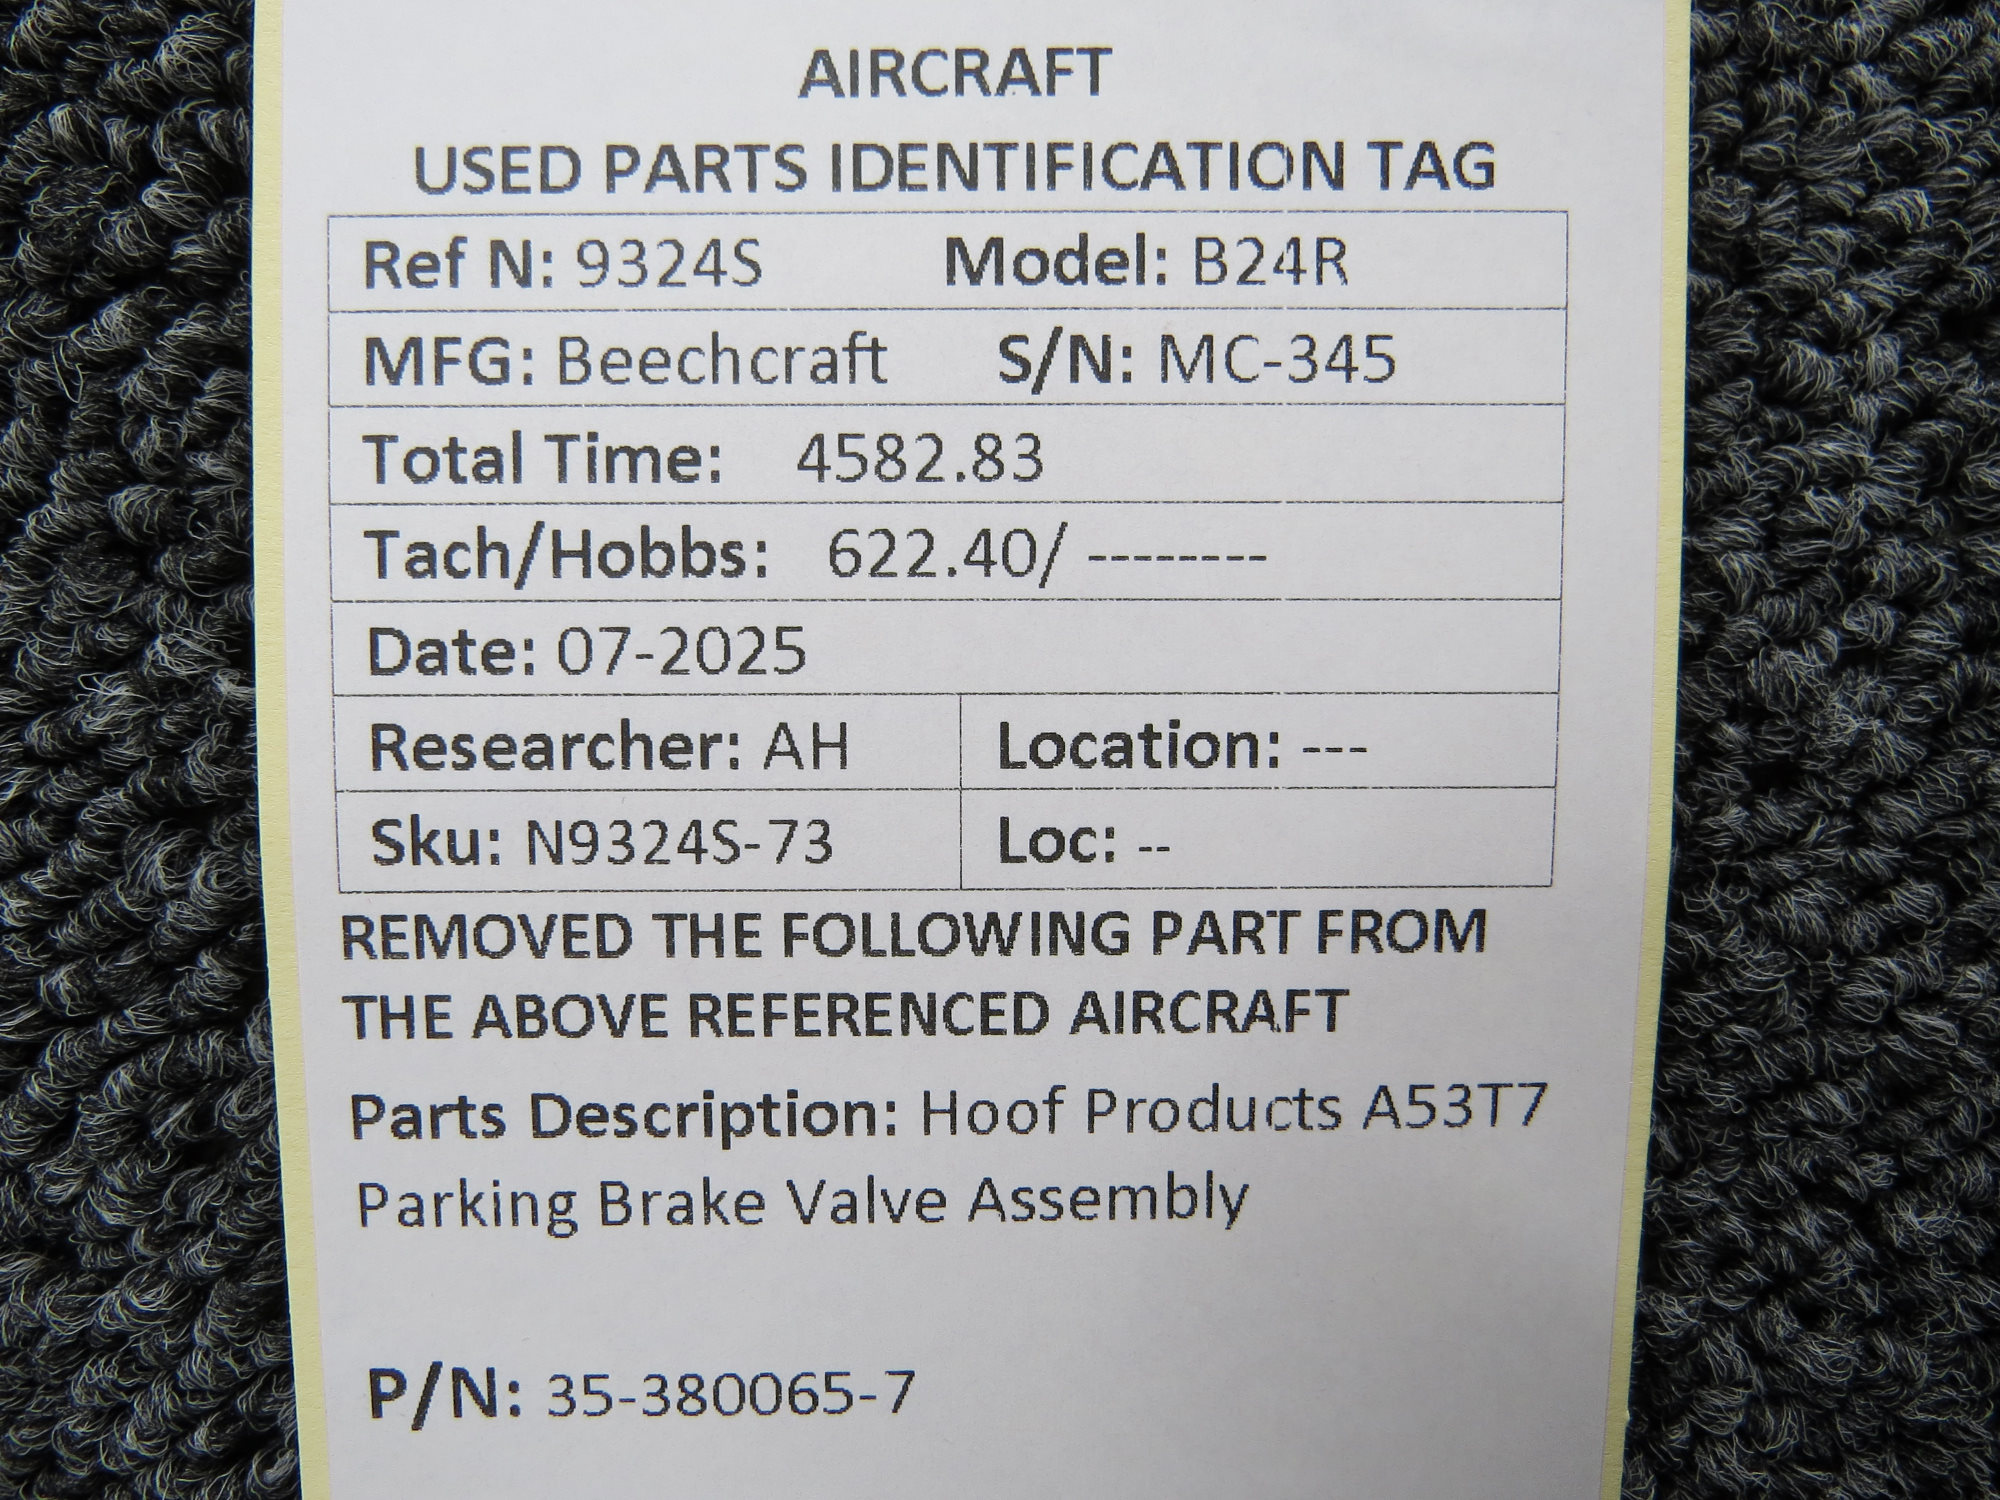 AIRCRAFT
USED PARTS IDENTIFICATION TAG
Ref N: 9324S Model: B24R
MFG: Beechcraft S/N: MC-345
Total Time: 4582.83
Tach/Hobbs: 622.40/ --------
Date: 07-2025
Researcher: AH Location: ---
Sku: N9324S-73 Loc: --
REMOVED THE FOLLOWING PART FROM
THE ABOVE REFERENCED AIRCRAFT
Parts Description: Hoof Products A53T7
Parking Brake Valve Assembly
P/N: 35-380065-7